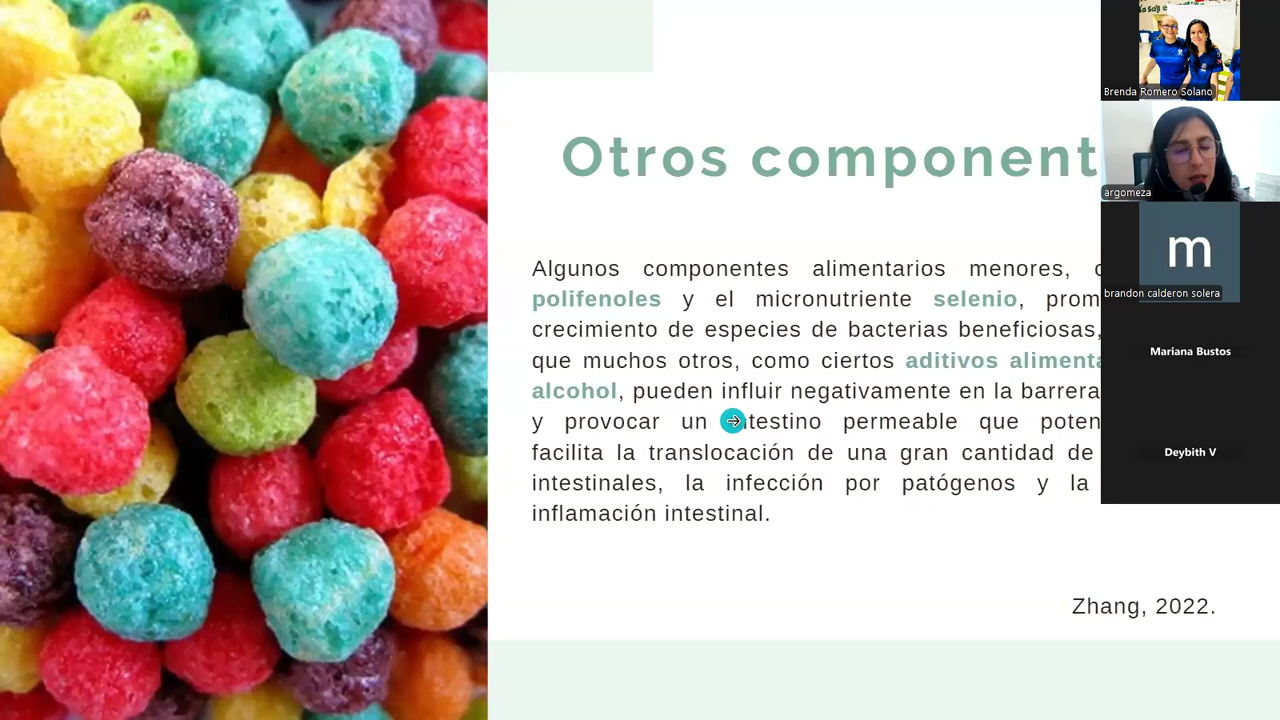 Otros component
Algunos componentes alimentarios menores,
polifenoles y el micronutriente selenio, prom
crecimiento de especies de bacterias beneficiosas,
que muchos otros, como ciertos aditivos alimenta
alcohol, pueden influir negativamente en la barrera
y provocar un intestino permeable que poten
facilita la translocación de una gran cantidad de
intestinales, la infección por patógenos y la
inflamación intestinal.
Zhang, 2022.
Brenda Romero Solano
argomeza
m
brandon calderon solera
Mariana Bustos
Deybith V